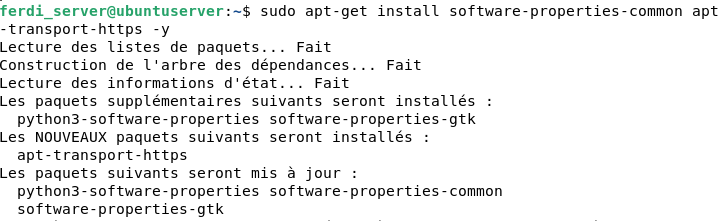 ferdi_server@ubuntuserver:~$ sudo apt-get install software-properties-common apt
-transport-https -y
Lecture des listes de paquets... Fait
Construction de l'arbre des dépendances... Fait
Lecture des informations d'état... Fait
Les paquets supplémentaires suivants seront installés :
  python3-software-properties software-properties-gtk
Les NOUVEAUX paquets suivants seront installés :
  apt-transport-https
Les paquets suivants seront mis à jour :
  python3-software-properties software-properties-common
  software-properties-gtk